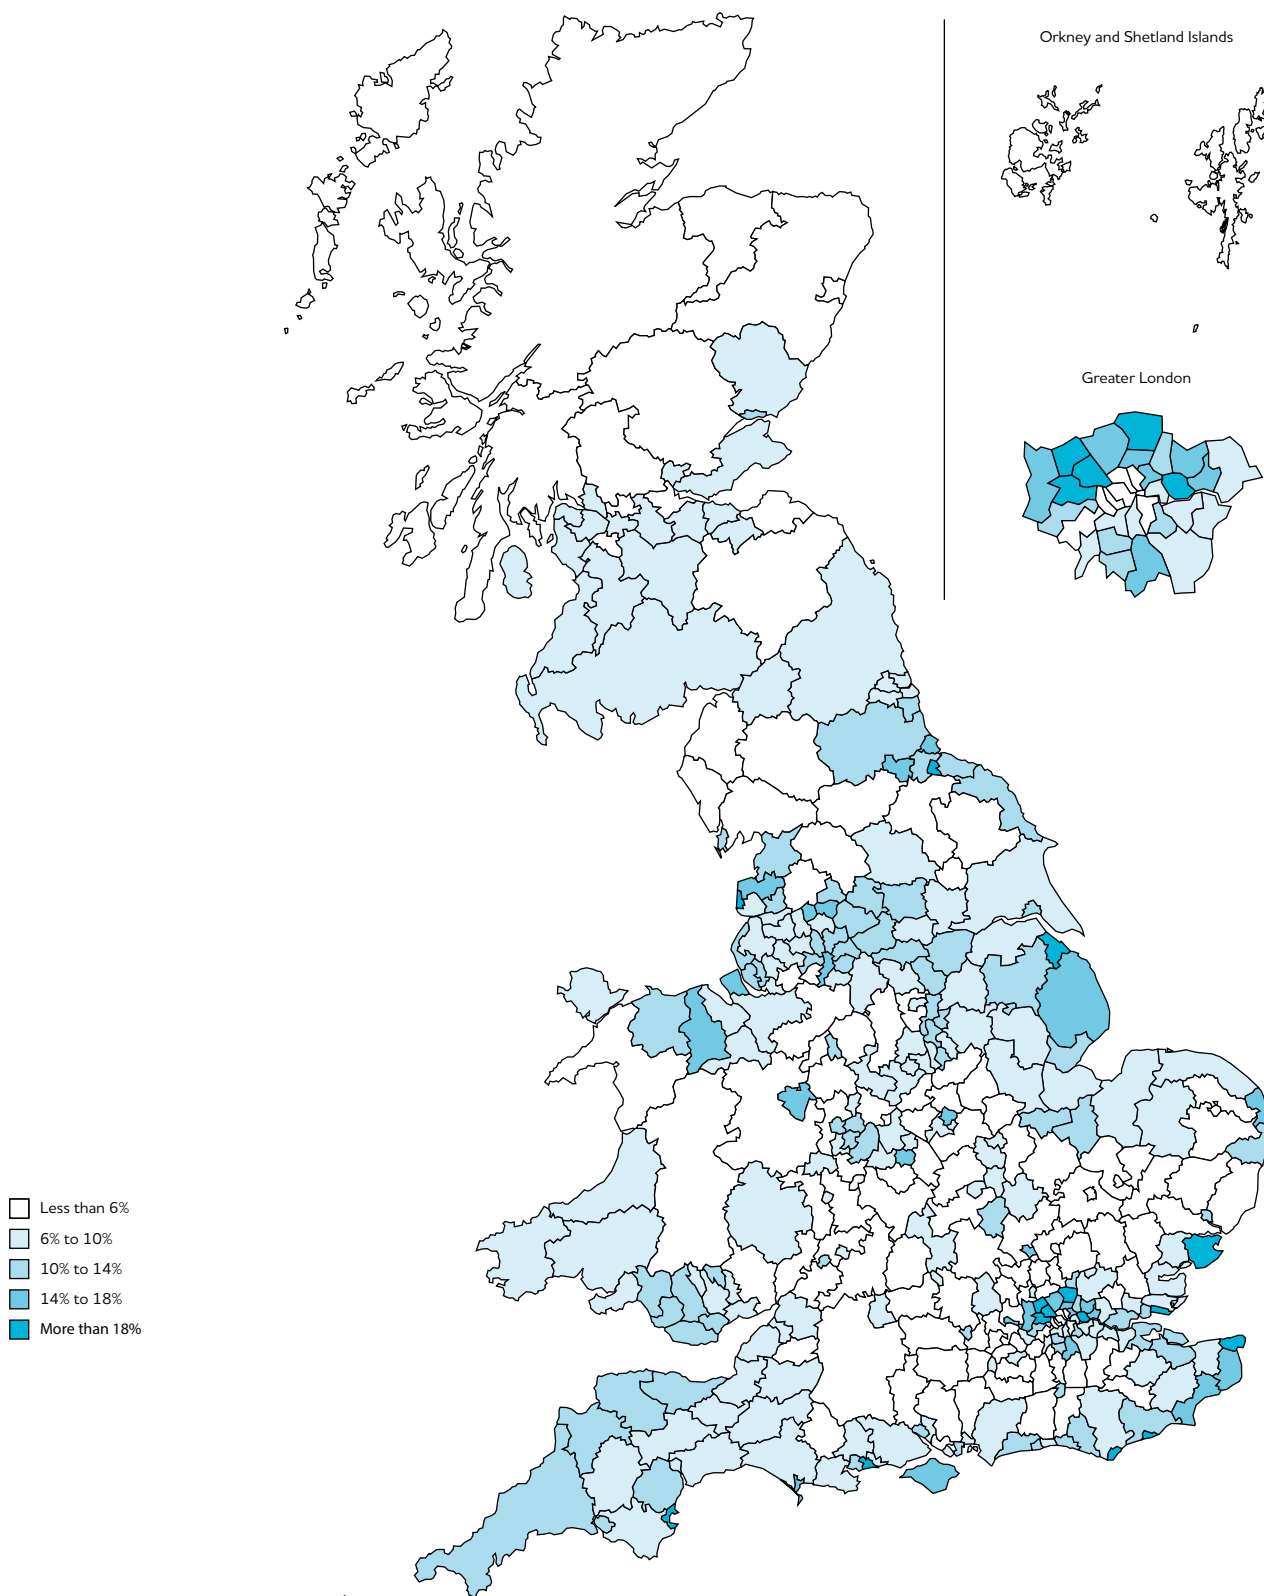 Orkney and Shetland Islands
Greater London
Less than 6%
6% to 10%
10% to 14%
14% to 18%
More than 18%